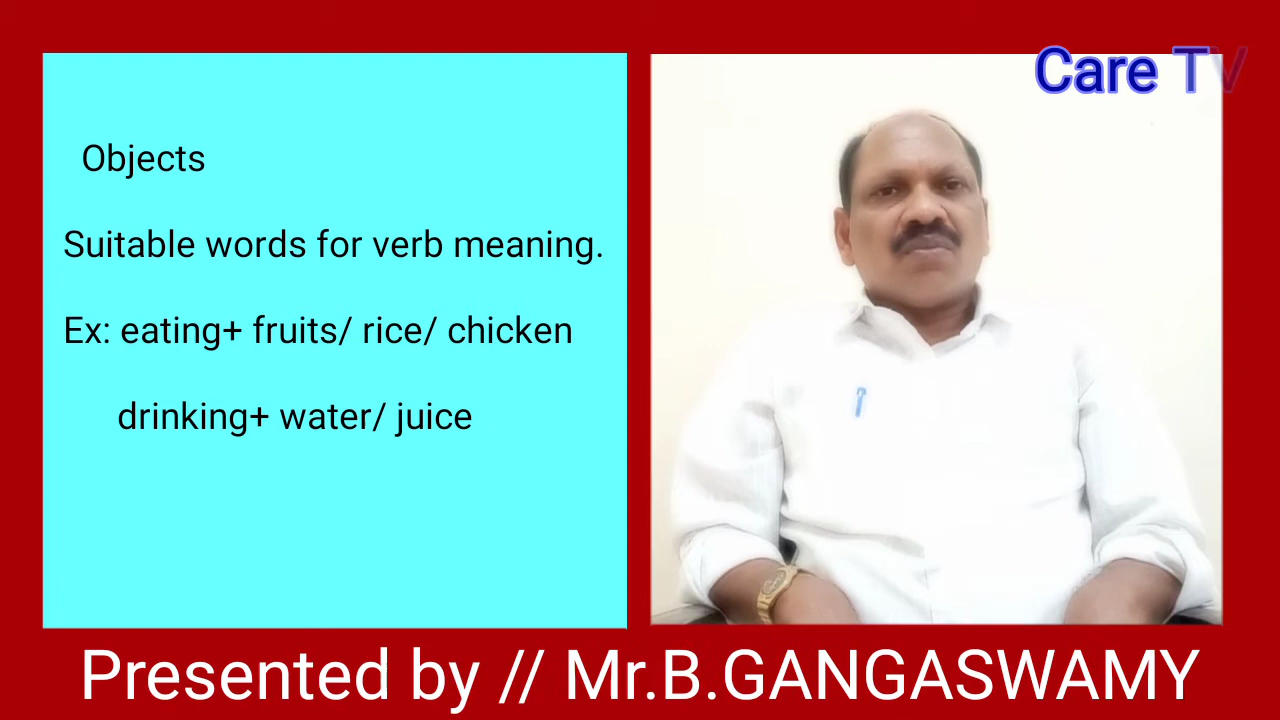 Care TV
Objects
Suitable words for verb meaning.
Ex: eating+ fruits/ rice/ chicken
drinking+ water/ juice
Presented by // Mr.B.GANGASWAMY